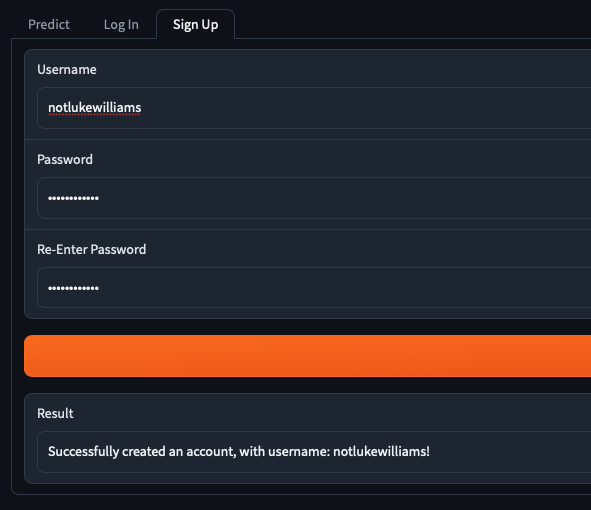 Predict Log In Sign Up
Username
notlukewilliams
Password
••••••••••••
Re-Enter Password
••••••••••••
Result
Successfully created an account, with username: notlukewilliams!